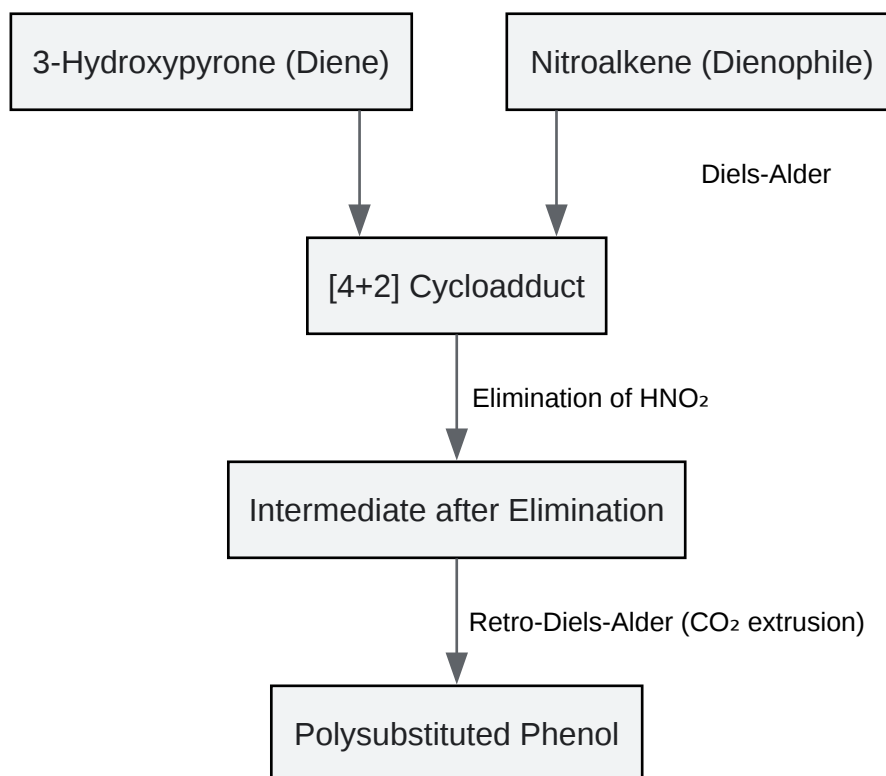 3-Hydroxypyrone (Diene)
Nitroalkene (Dienophile)
Diels-Alder
[4+2] Cycloadduct
Elimination of HNO₂
Intermediate after Elimination
Retro-Diels-Alder (CO₂ extrusion)
Polysubstituted Phenol